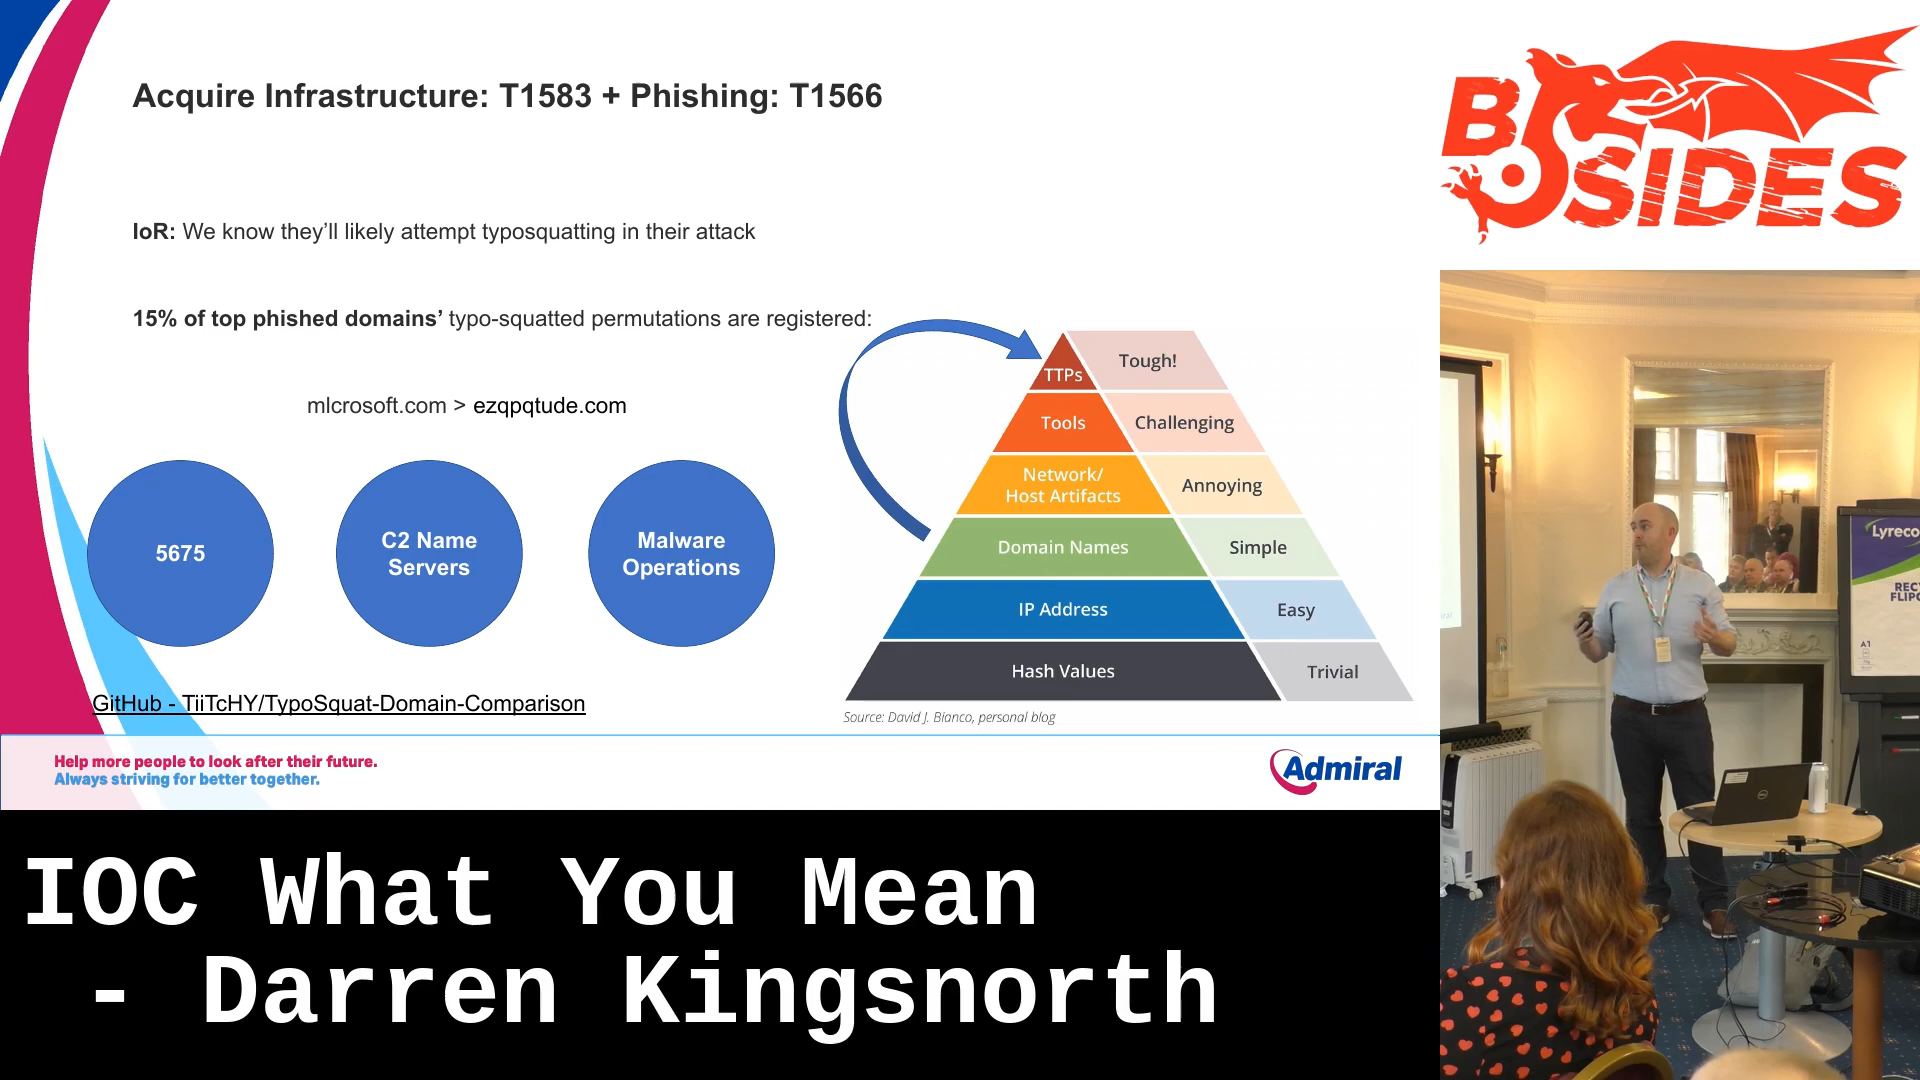 Acquire Infrastructure: T1583 + Phishing: T1566
IoR: We know they’ll likely attempt typosquatting in their attack
15% of top phished domains’ typo-squatted permutations are registered:
mlcrosoft.com > ezqpqtude.com
5675
C2 Name
Servers
Malware
Operations
GitHub - TiiTcHY/TypoSquat-Domain-Comparison
TTPs
Tough!
Tools
Challenging
Network/
Host Artifacts
Annoying
Domain Names
Simple
IP Address
Easy
Hash Values
Trivial
Source: David J. Bianco, personal blog
Help more people to look after their future.
Always striving for better together.
Admiral
IOC What You Mean
- Darren Kingsnorth
B
SIDES
Lyreco
A1